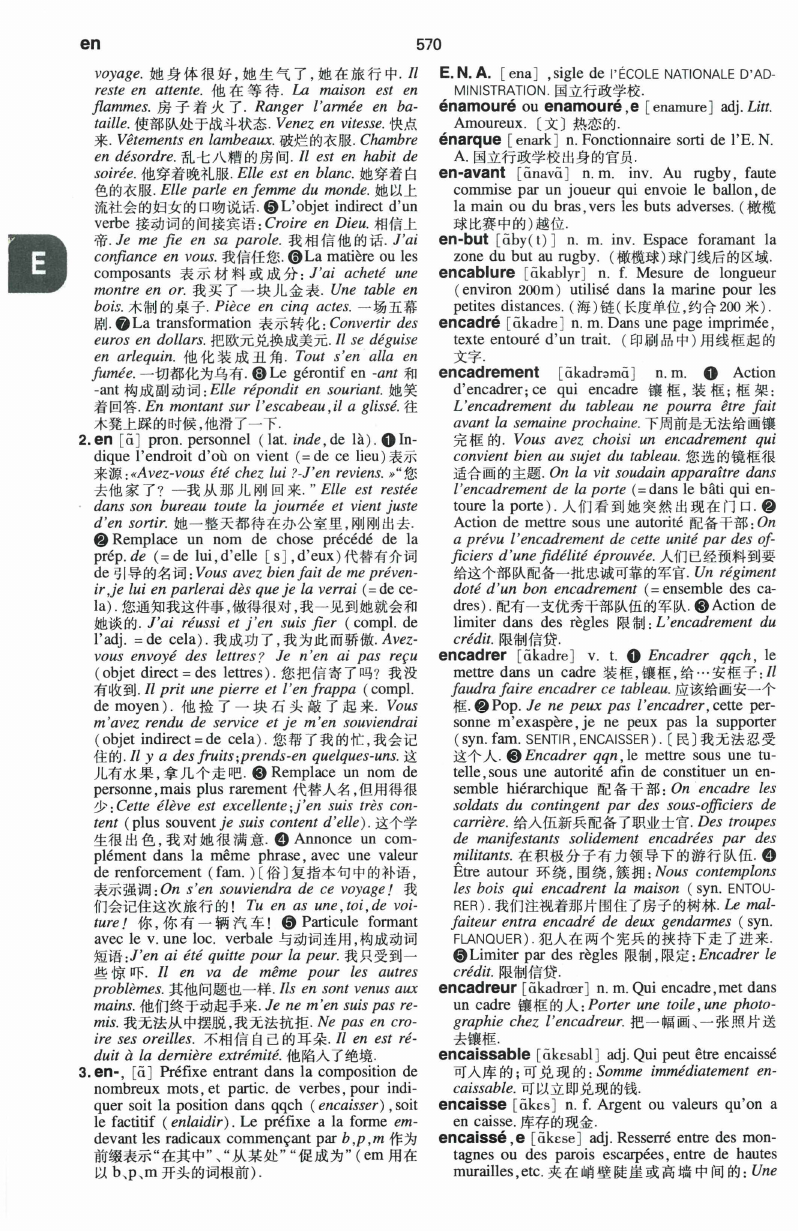 en
570
voyage. 她身体很好,她生气了,她在旅行中. Il
reste en attente. 他在等待. La maison est en
flammes. 房子着火了. Ranger l'armée en ba-
taille. 使部队处于战斗状态. Venez en vitesse. 快点
来. Vêtements en lambeaux. 破烂的衣服. Chambre
en désordre. 乱七八糟的房间. Il est en habit de
soirée. 他穿着晚礼服. Elle est en blanc. 她穿着白
色的衣服. Elle parle en femme du monde. 她以上
流社会的妇女的口吻说话. ❺ L'objet indirect d'un
verbe 接动词的间接宾语: Croire en Dieu. 相信上
帝. Je me fie en sa parole. 我相信他的话. J'ai
confiance en vous. 我信任您. ❻ La matière ou les
composants 表示材料或成分: J'ai acheté une
montre en or. 我买了一块儿金表. Une table en
bois. 木制的桌子. Pièce en cinq actes. 一场五幕
剧. ❼ La transformation 表示转化: Convertir des
euros en dollars. 把欧元兑换成美元. Il se déguise
en arlequin. 他化装成丑角. Tout s'en alla en
fumée. 一切都化为乌有. ❽ Le gérontif en -ant 和
-ant 构成副动词: Elle répondit en souriant. 她笑
着回答. En montant sur l'escabeau, il a glissé. 往
木凳上踩的时候,他滑了一下.
2. en [ɑ̃] pron. personnel (lat. inde, de là). ❶ In-
dique l'endroit d'où on vient (= de ce lieu) 表示
来源: «Avez-vous été chez lui ?-J'en reviens. »“您
去他家了? —我从那儿刚回来.” Elle est restée
dans son bureau toute la journée et vient juste
d'en sortir. 她一整天都待在办公室里,刚刚出去.
❷ Remplace un nom de chose précédé de la
prép. de (= de lui, d'elle [s], d'eux) 代替有介词
de 引导的名词: Vous avez bien fait de me préven-
ir, je lui en parlerai dès que je la verrai (= de ce-
la). 您通知我这件事,做得很对,我一见到她就会和
她谈的. J'ai réussi et j'en suis fier (compl. de
l'adj. = de cela). 我成功了,我为此而骄傲. Avez-
vous envoyé des lettres? Je n'en ai pas reçu
(objet direct = des lettres). 您把信寄了吗? 我没
有收到. Il prit une pierre et l'en frappa (compl.
de moyen). 他捡了一块石头敲了起来. Vous
m'avez rendu de service et je m'en souviendrai
(objet indirect = de cela). 您帮了我的忙,我会记
住的. Il y a des fruits; prends-en quelques-uns. 这
儿有水果,拿几个走吧. ❸ Remplace un nom de
personne, mais plus rarement 代替人名,但用得很
少: Cette élève est excellente; j'en suis très con-
tent (plus souvent je suis content d'elle). 这个学
生很出色,我对她很满意. ❹ Annonce un com-
plément dans la même phrase, avec une valeur
de renforcement (fam.) 〔俗〕复指本句中的补语,
表示强调: On s'en souviendra de ce voyage! 我
们会记住这次旅行的! Tu en as une, toi, de voi-
ture! 你,你有一辆汽车! ❺ Particule formant
avec le v. une loc. verbale 与动词连用,构成动词
短语: J'en ai été quitte pour la peur. 我只受到一
些惊吓. Il en va de même pour les autres
problèmes. 其他问题也一样. Ils en sont venus aux
mains. 他们终于动起手来. Je ne m'en suis pas re-
mis. 我无法从中摆脱,我无法抗拒. Ne pas en cro-
ire ses oreilles. 不相信自己的耳朵. Il en est ré-
duit à la dernière extrémité. 他陷入了绝境.
3. en-, [ɑ̃] Préfixe entrant dans la composition de
nombreux mots, et partic. de verbes, pour indi-
quer soit la position dans qqch (encaisser), soit
le factitif (enlaidir). Le préfixe a la forme em-
devant les radicaux commençant par b, p, m 作为
前缀表示“在其中”、“从某处”“促成为”(em 用在
以 b、p、m 开头的词根前).
E
E. N. A. [ena], sigle de l'ÉCOLE NATIONALE D'AD-
MINISTRATION. 国立行政学校.
énamouré ou enamouré, e [enamure] adj. Litt.
Amoureux. 〔文〕热恋的.
énarque [enark] n. Fonctionnaire sorti de l'E. N.
A. 国立行政学校出身的官员.
en-avant [ɑ̃navɑ̃] n. m. inv. Au rugby, faute
commise par un joueur qui envoie le ballon, de
la main ou du bras, vers les buts adverses. (橄榄
球比赛中的)越位.
en-but [ɑ̃by(t)] n. m. inv. Espace foramant la
zone du but au rugby. (橄榄球)球门线后的区域.
encablure [ɑ̃kablyr] n. f. Mesure de longueur
(environ 200m) utilisé dans la marine pour les
petites distances. (海)链(长度单位,约合 200 米).
encadré [ɑ̃kadre] n. m. Dans une page imprimée,
texte entouré d'un trait. (印刷品中)用线框起的
文字.
encadrement [ɑ̃kadrəmɑ̃] n. m. ❶ Action
d'encadrer; ce qui encadre 镶框,装框;框架:
L'encadrement du tableau ne pourra être fait
avant la semaine prochaine. 下周前是无法给画镶
完框的. Vous avez choisi un encadrement qui
convient bien au sujet du tableau. 您选的镜框很
适合画的主题. On la vit soudain apparaître dans
l'encadrement de la porte (= dans le bâti qui en-
toure la porte). 人们看到她突然出现在门口. ❷
Action de mettre sous une autorité 配备干部: On
a prévu l'encadrement de cette unité par des of-
ficiers d'une fidélité éprouvée. 人们已经预料到要
给这个部队配备一批忠诚可靠的军官. Un régiment
doté d'un bon encadrement (= ensemble des ca-
dres). 配有一支优秀干部队伍的军队. ❸ Action de
limiter dans des règles 限制: L'encadrement du
crédit. 限制信贷.
encadrer [ɑ̃kadre] v. t. ❶ Encadrer qqch, le
mettre dans un cadre 装框,镶框,给…安框子: Il
faudra faire encadrer ce tableau. 应该给画安一个
框. ❷ Pop. Je ne peux pas l'encadrer, cette per-
sonne m'exaspère, je ne peux pas la supporter
(syn. fam. SENTIR, ENCAISSER). 〔民〕我无法忍受
这个人. ❸ Encadrer qqn, le mettre sous une tu-
telle, sous une autorité afin de constituer un en-
semble hiérarchique 配备干部: On encadre les
soldats du contingent par des sous-officiers de
carrière. 给入伍新兵配备了职业士官. Des troupes
de manifestants solidement encadrées par des
militants. 在积极分子有力领导下的游行队伍. ❹
Être autour 环绕,围绕,簇拥: Nous contemplons
les bois qui encadrent la maison (syn. ENTOU-
RER). 我们注视着那片围住了房子的树林. Le mal-
faiteur entra encadré de deux gendarmes (syn.
FLANQUER). 犯人在两个宪兵的挟持下走了进来.
❺ Limiter par des règles 限制,限定: Encadrer le
crédit. 限制信贷.
encadreur [ɑ̃kadrœr] n. m. Qui encadre, met dans
un cadre 镶框的人: Porter une toile, une photo-
graphie chez l'encadreur. 把一幅画、一张照片送
去镶框.
encaissable [ɑ̃kɛsabl] adj. Qui peut être encaissé
可入库的;可兑现的: Somme immédiatement en-
caissable. 可以立即兑现的钱.
encaisse [ɑ̃kɛs] n. f. Argent ou valeurs qu'on a
en caisse. 库存的现金.
encaissé, e [ɑ̃kɛse] adj. Resserré entre des mon-
tagnes ou des parois escarpées, entre de hautes
murailles, etc. 夹在峭壁陡崖或高墙中间的: Une